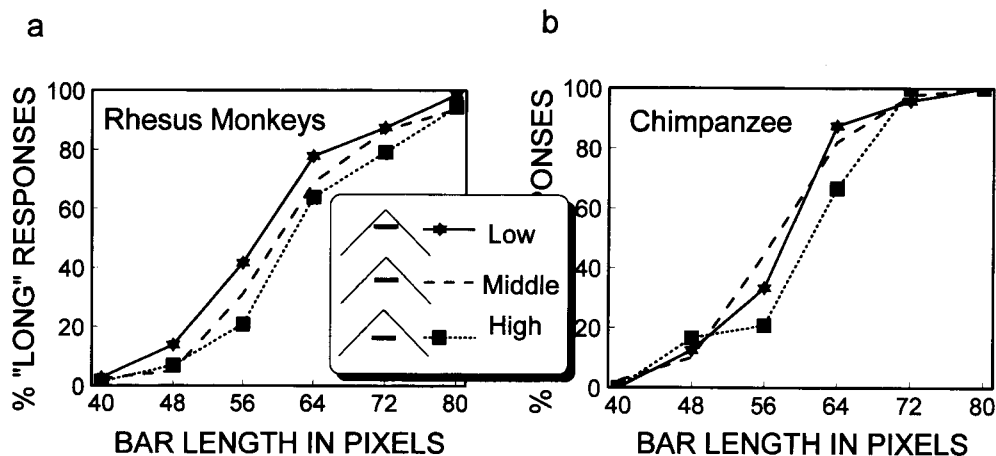 a
% "LONG" RESPONSES
100
80
60
40
20
0
Rhesus Monkeys
40 48 56 64 72 80
BAR LENGTH IN PIXELS
Low
Middle
High
b
100
80
60
40
20
0
Chimpanzee
40 48 56 64 72 80
BAR LENGTH IN PIXELS